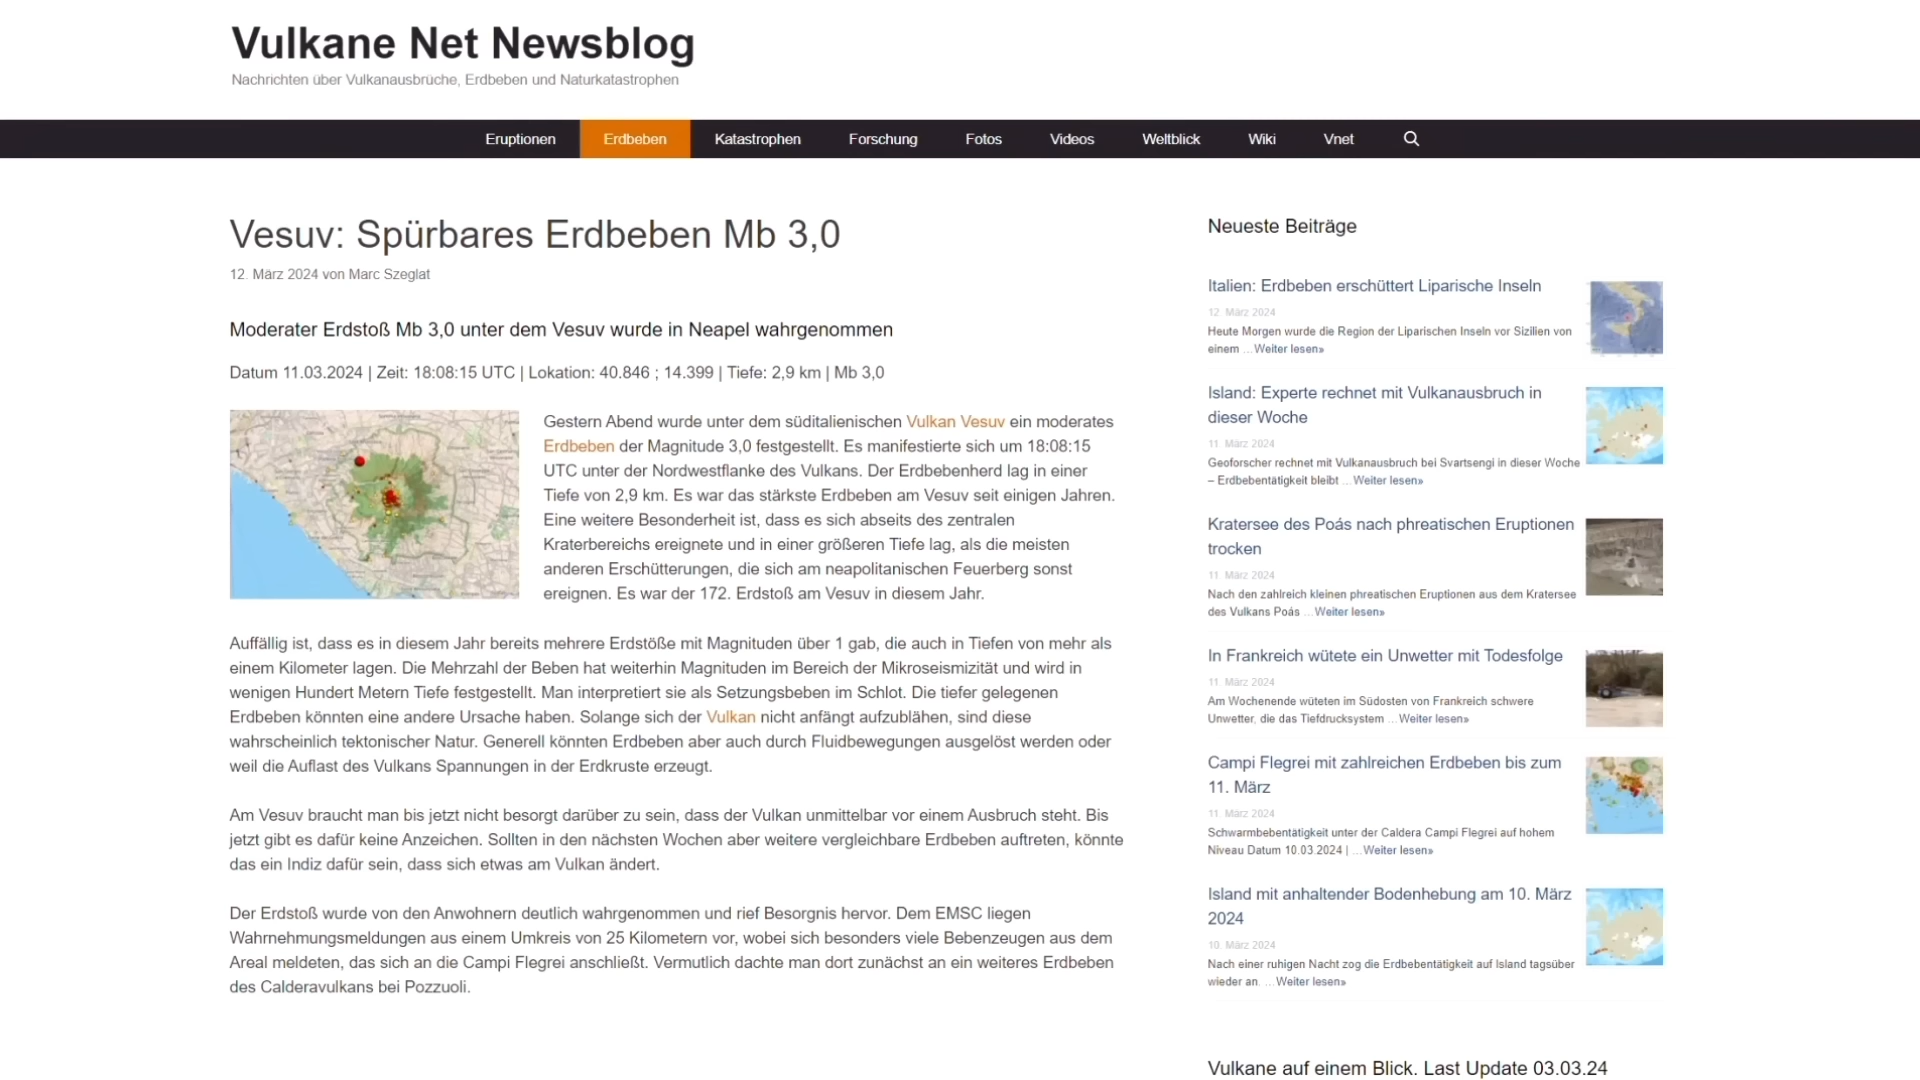 Vulkane Net Newsblog
Nachrichten über Vulkanausbrüche, Erdbeben und Naturkatastrophen
Eruptionen Erdbeben Katastrophen Forschung Fotos Videos Weltblick Wiki Vnet
Vesuv: Spürbares Erdbeben Mb 3,0
12. März 2024 von Marc Szeglat
Moderater Erdstoß Mb 3,0 unter dem Vesuv wurde in Neapel wahrgenommen
Datum 11.03.2024 | Zeit: 18:08:15 UTC | Lokation: 40.846 ; 14.399 | Tiefe: 2,9 km | Mb 3,0
Gestern Abend wurde unter dem süditalienischen Vulkan Vesuv ein moderates
Erdbeben der Magnitude 3,0 festgestellt. Es manifestierte sich um 18:08:15
UTC unter der Nordwestflanke des Vulkans. Der Erdbebenherd lag in einer
Tiefe von 2,9 km. Es war das stärkste Erdbeben am Vesuv seit einigen Jahren.
Eine weitere Besonderheit ist, dass es sich abseits des zentralen
Kraterbereichs ereignete und in einer größeren Tiefe lag, als die meisten
anderen Erschütterungen, die sich am neapolitanischen Feuerberg sonst
ereignen. Es war der 172. Erdstoß am Vesuv in diesem Jahr.
Auffällig ist, dass es in diesem Jahr bereits mehrere Erdstöße mit Magnituden über 1 gab, die auch in Tiefen von mehr als
einem Kilometer lagen. Die Mehrzahl der Beben hat weiterhin Magnituden im Bereich der Mikroseismizität und wird in
wenigen Hundert Metern Tiefe festgestellt. Man interpretiert sie als Setzungsbeben im Schlot. Die tiefer gelegenen
Erdbeben könnten eine andere Ursache haben. Solange sich der Vulkan nicht anfängt aufzublähen, sind diese
wahrscheinlich tektonischer Natur. Generell könnten Erdbeben aber auch durch Fluidbewegungen ausgelöst werden oder
weil die Auflast des Vulkans Spannungen in der Erdkruste erzeugt.
Am Vesuv braucht man bis jetzt nicht besorgt darüber zu sein, dass der Vulkan unmittelbar vor einem Ausbruch steht. Bis
jetzt gibt es dafür keine Anzeichen. Sollten in den nächsten Wochen aber weitere vergleichbare Erdbeben auftreten, könnte
das ein Indiz dafür sein, dass sich etwas am Vulkan ändert.
Der Erdstoß wurde von den Anwohnern deutlich wahrgenommen und rief Besorgnis hervor. Dem EMSC liegen
Wahrnehmungsmeldungen aus einem Umkreis von 25 Kilometern vor, wobei sich besonders viele Bebenzeugen aus dem
Areal meldeten, das sich an die Campi Flegrei anschließt. Vermutlich dachte man dort zunächst an ein weiteres Erdbeben
des Calderavulkans bei Pozzuoli.
Neueste Beiträge
Italien: Erdbeben erschüttert Liparische Inseln
12. März 2024
Heute Morgen wurde die Region der Liparischen Inseln vor Sizilien von
einem ...Weiter lesen»
Island: Experte rechnet mit Vulkanausbruch in
dieser Woche
11. März 2024
Geoforscher rechnet mit Vulkanausbruch bei Svartsengi in dieser Woche
– Erdbebentätigkeit bleibt ...Weiter lesen»
Kratersee des Poás nach phreatischen Eruptionen
trocken
11. März 2024
Nach den zahlreich kleinen phreatischen Eruptionen aus dem Kratersee
des Vulkans Poás ...Weiter lesen»
In Frankreich wütete ein Unwetter mit Todesfolge
11. März 2024
Am Wochenende wüteten im Südosten von Frankreich schwere
Unwetter, die das Tiefdrucksystem ...Weiter lesen»
Campi Flegrei mit zahlreichen Erdbeben bis zum
11. März
11. März 2024
Schwarmbebentätigkeit unter der Caldera Campi Flegrei auf hohem
Niveau Datum 10.03.2024 | ...Weiter lesen»
Island mit anhaltender Bodenhebung am 10. März
2024
10. März 2024
Nach einer ruhigen Nacht zog die Erdbebentätigkeit auf Island tagsüber
wieder an. ...Weiter lesen»
Vulkane auf einem Blick. Last Update 03.03.24